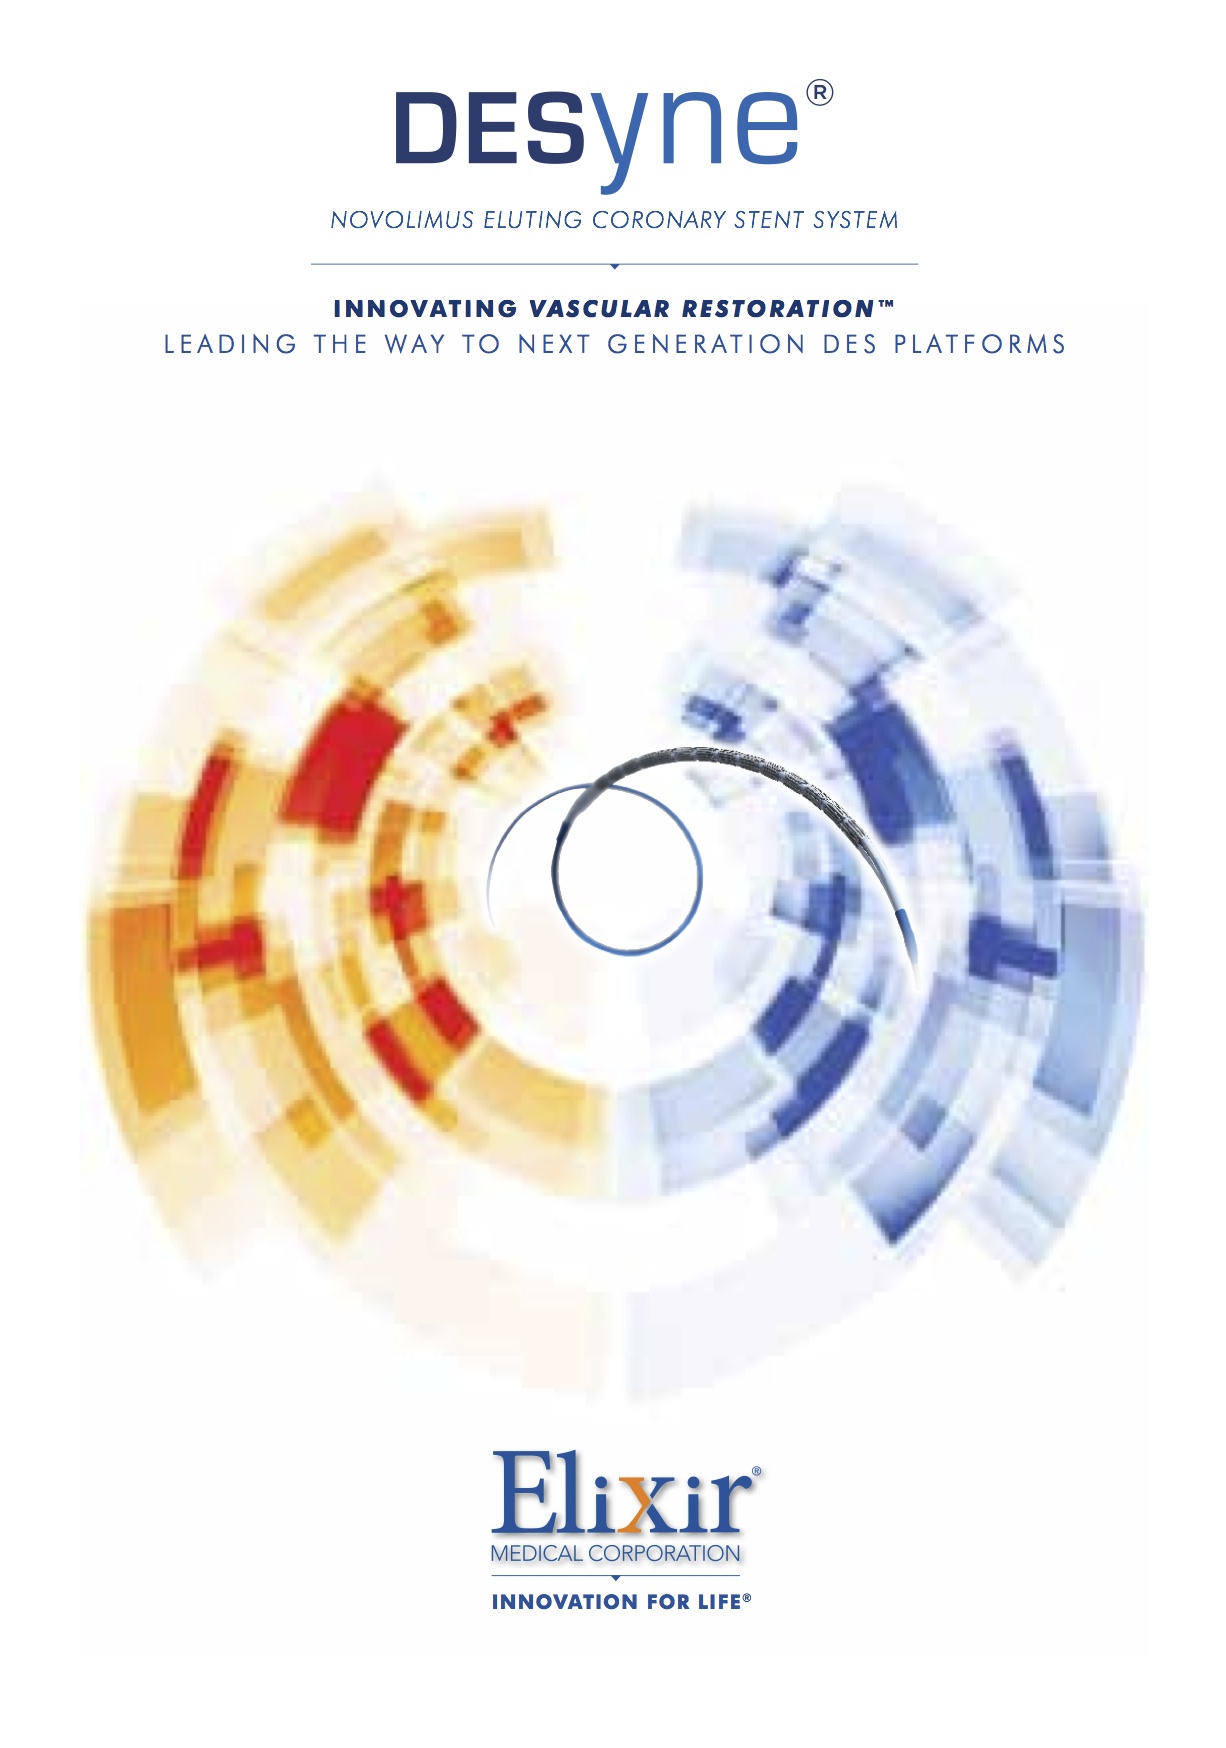 DESyne®
NOVOLIMUS ELUTING CORONARY STENT SYSTEM
INNOVATING VASCULAR RESTORATION™
LEADING THE WAY TO NEXT GENERATION DES PLATFORMS
Elixir®
MEDICAL CORPORATION
INNOVATION FOR LIFE®